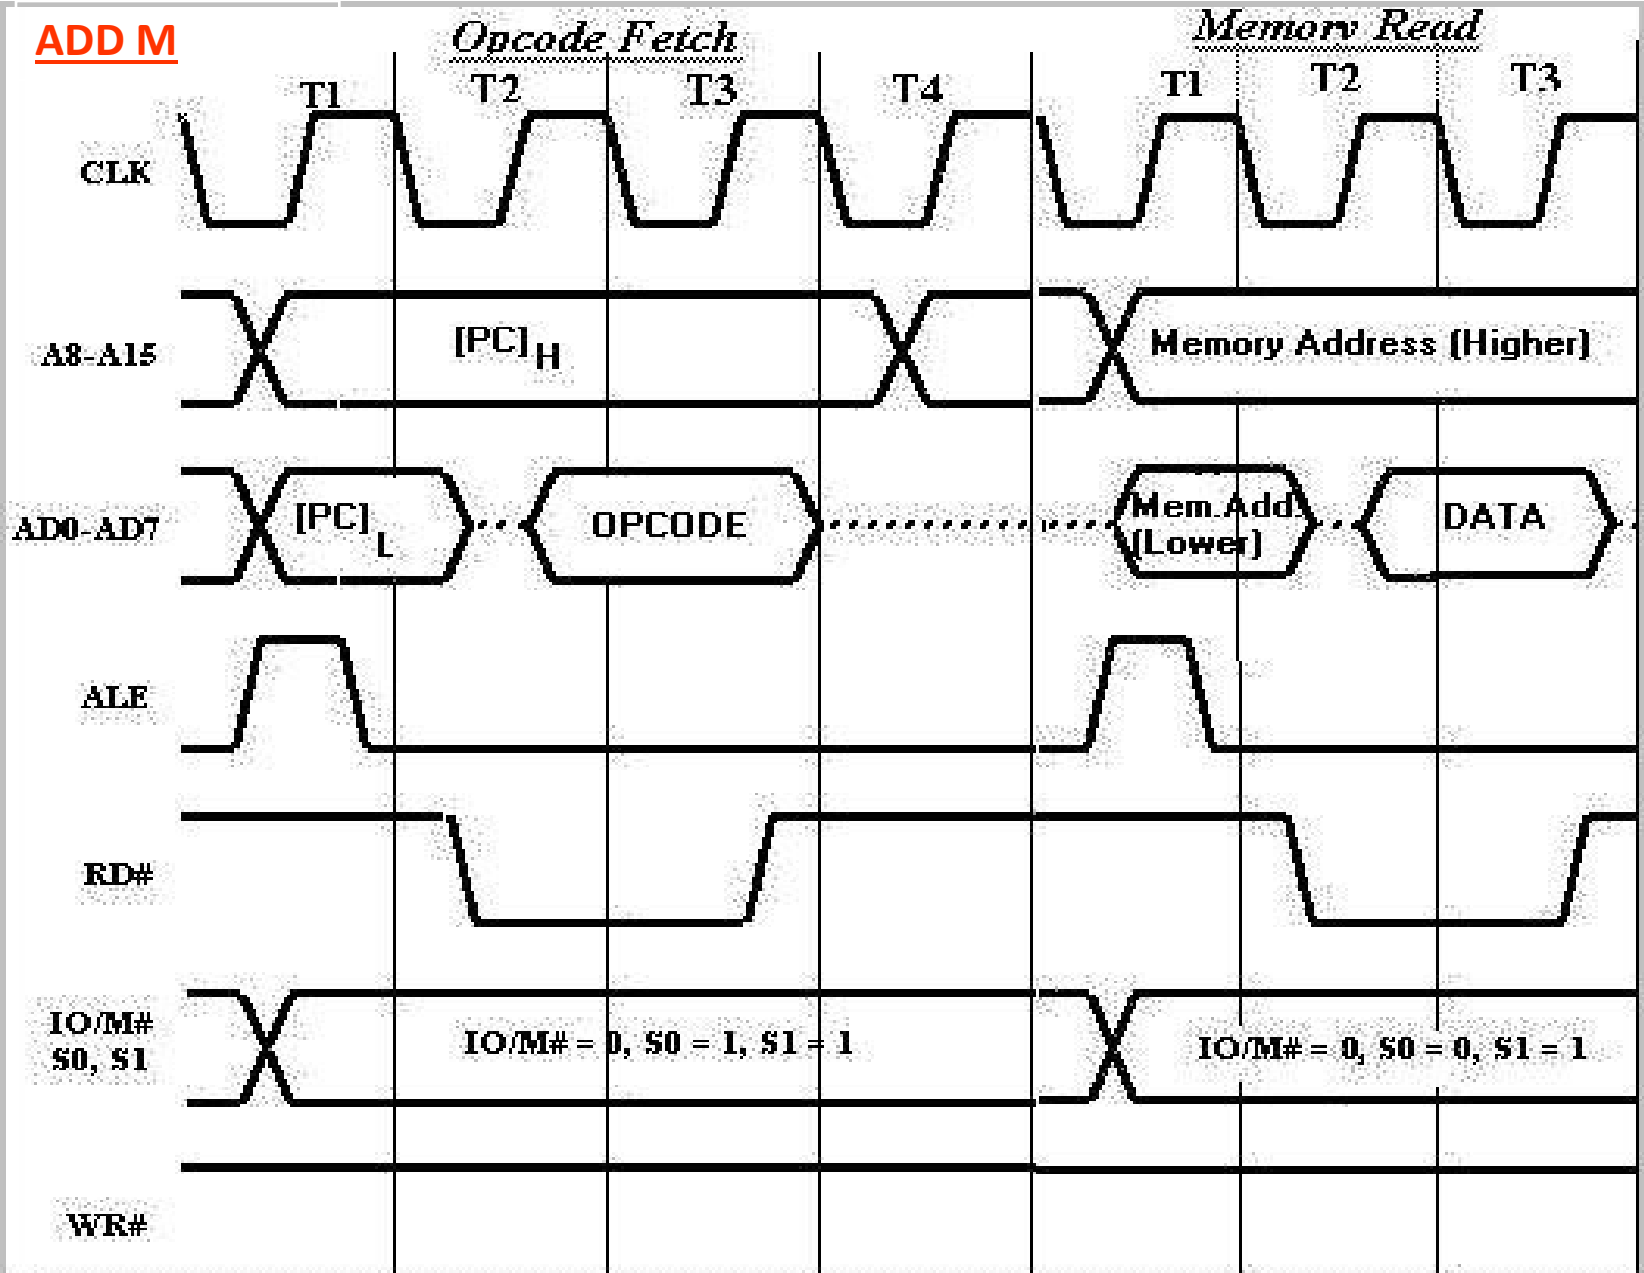 ADD M
Opcode Fetch
Memory Read
T1 T2 T3 T4 T1 T2 T3
CLK
A8-A15 [PC]H Memory Address (Higher)
AD0-AD7 [PC]L OPCODE Mem.Add. (Lower) DATA
ALE
RD#
IO/M#
S0, S1
IO/M# = 0, S0 = 1, S1 = 1
IO/M# = 0, S0 = 0, S1 = 1
WR#